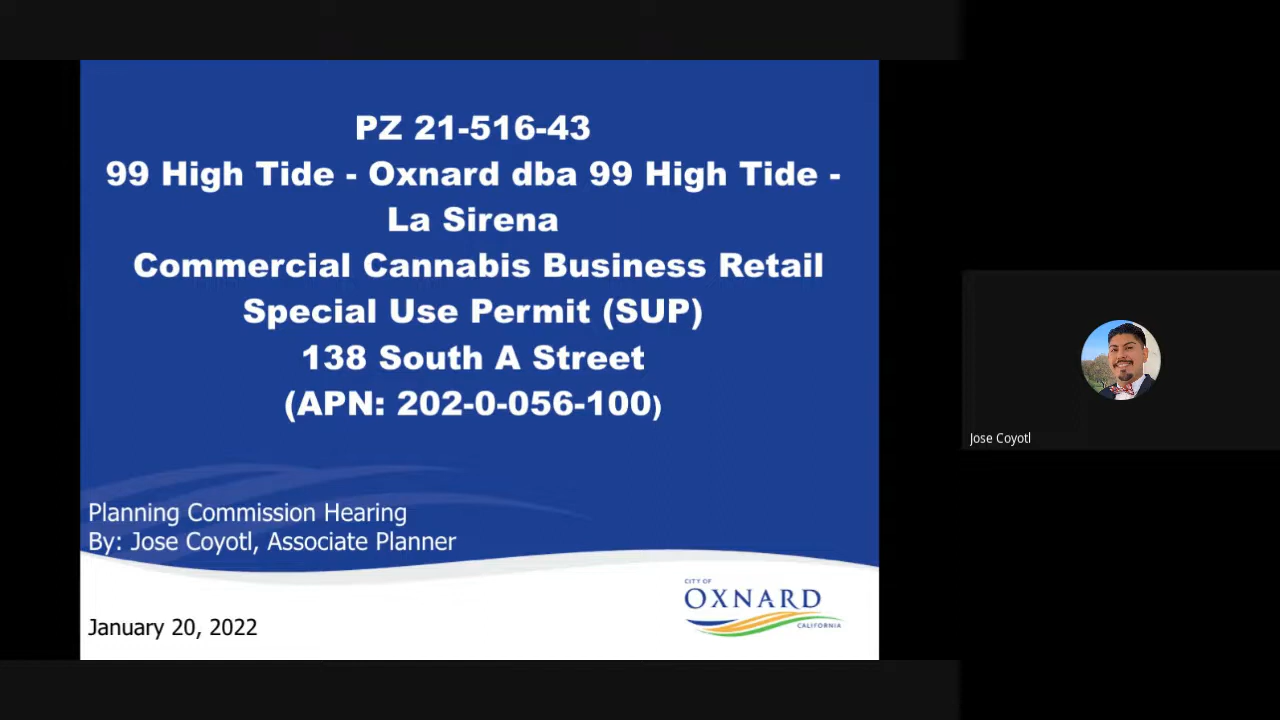 PZ 21-516-43
99 High Tide - Oxnard dba 99 High Tide -
La Sirena
Commercial Cannabis Business Retail
Special Use Permit (SUP)
138 South A Street
(APN: 202-0-056-100)
Planning Commission Hearing
By: Jose Coyotl, Associate Planner
January 20, 2022
CITY OF
OXNARD
CALIFORNIA
Jose Coyotl